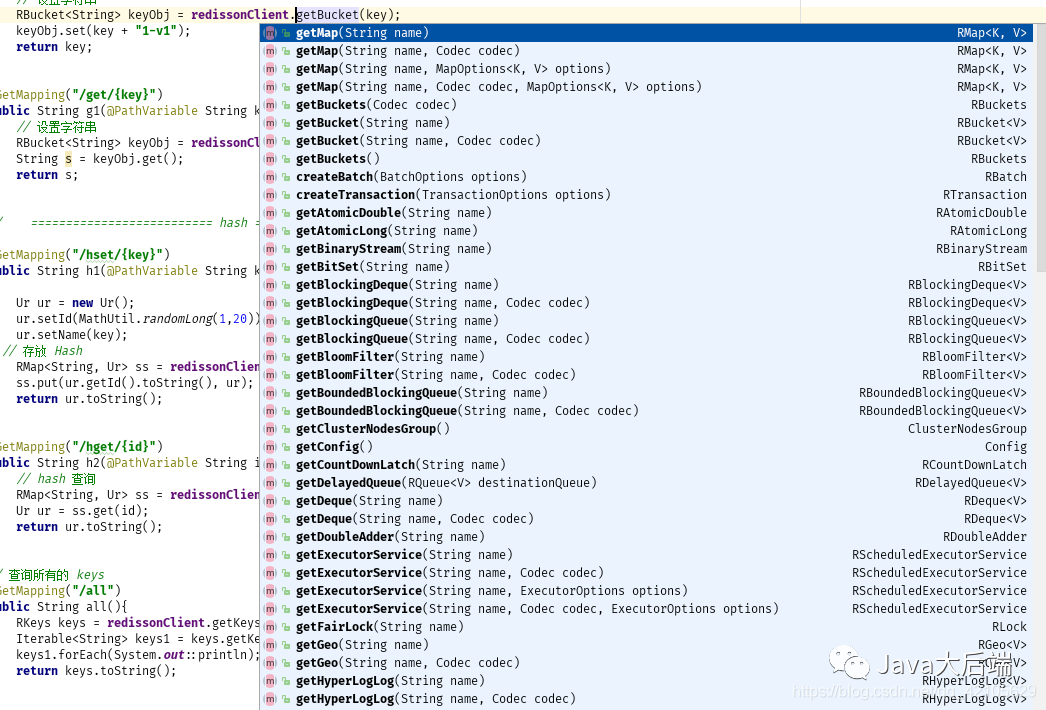 // 设置字符串
RBucket<String> keyObj = redissonClient.getBucket(key);
keyObj.set(key + "1-v1");
return key;
GetMapping("/get/{key}")
ublic String g1(@PathVariable String k
// 设置字符串
RBucket<String> keyObj = redissonCl
String s = keyObj.get();
return s;
/ ========================== hash =
GetMapping("/hset/{key}")
ublic String h1(@PathVariable String k
Ur ur = new Ur();
ur.setId(MathUtil.randomLong(1,20))
ur.setName(key);
// 存放 Hash
RMap<String, Ur> ss = redissonClien
ss.put(ur.getId().toString(), ur);
return ur.toString();
GetMapping("/hget/{id}")
ublic String h2(@PathVariable String i
// hash 查询
RMap<String, Ur> ss = redissonClien
Ur ur = ss.get(id);
return ur.toString();
/ 查询所有的 keys
GetMapping("/all")
ublic String all(){
RKeys keys = redissonClient.getKeys
Iterable<String> keys1 = keys.getKe
keys1.forEach(System.out::println);
return keys.toString();
getMap(String name) RMap<K, V>
getMap(String name, Codec codec) RMap<K, V>
getMap(String name, MapOptions<K, V> options) RMap<K, V>
getMap(String name, Codec codec, MapOptions<K, V> options) RMap<K, V>
getBuckets(Codec codec) RBuckets
getBucket(String name) RBucket<V>
getBucket(String name, Codec codec) RBucket<V>
getBuckets() RBuckets
createBatch(BatchOptions options) RBatch
createTransaction(TransactionOptions options) RTransaction
getAtomicDouble(String name) RAtomicDouble
getAtomicLong(String name) RAtomicLong
getBinaryStream(String name) RBinaryStream
getBitSet(String name) RBitSet
getBlockingDeque(String name) RBlockingDeque<V>
getBlockingDeque(String name, Codec codec) RBlockingDeque<V>
getBlockingQueue(String name) RBlockingQueue<V>
getBlockingQueue(String name, Codec codec) RBlockingQueue<V>
getBloomFilter(String name) RBloomFilter<V>
getBloomFilter(String name, Codec codec) RBloomFilter<V>
getBoundedBlockingQueue(String name) RBoundedBlockingQueue<V>
getBoundedBlockingQueue(String name, Codec codec) RBoundedBlockingQueue<V>
getClusterNodesGroup() ClusterNodesGroup
getConfig() Config
getCountDownLatch(String name) RCountDownLatch
getDelayedQueue(RQueue<V> destinationQueue) RDelayedQueue<V>
getDeque(String name) RDeque<V>
getDeque(String name, Codec codec) RDeque<V>
getDoubleAdder(String name) RDoubleAdder
getExecutorService(String name) RScheduledExecutorService
getExecutorService(String name, Codec codec) RScheduledExecutorService
getExecutorService(String name, ExecutorOptions options) RScheduledExecutorService
getExecutorService(String name, Codec codec, ExecutorOptions options) RScheduledExecutorService
getFairLock(String name) RLock
getGeo(String name) RGeo<V>
getGeo(String name, Codec codec)
getHyperLogLog(String name) RHyperLogLog<V>
getHyperLogLog(String name, Codec codec) RHyperLogLog<V>
Java大后端